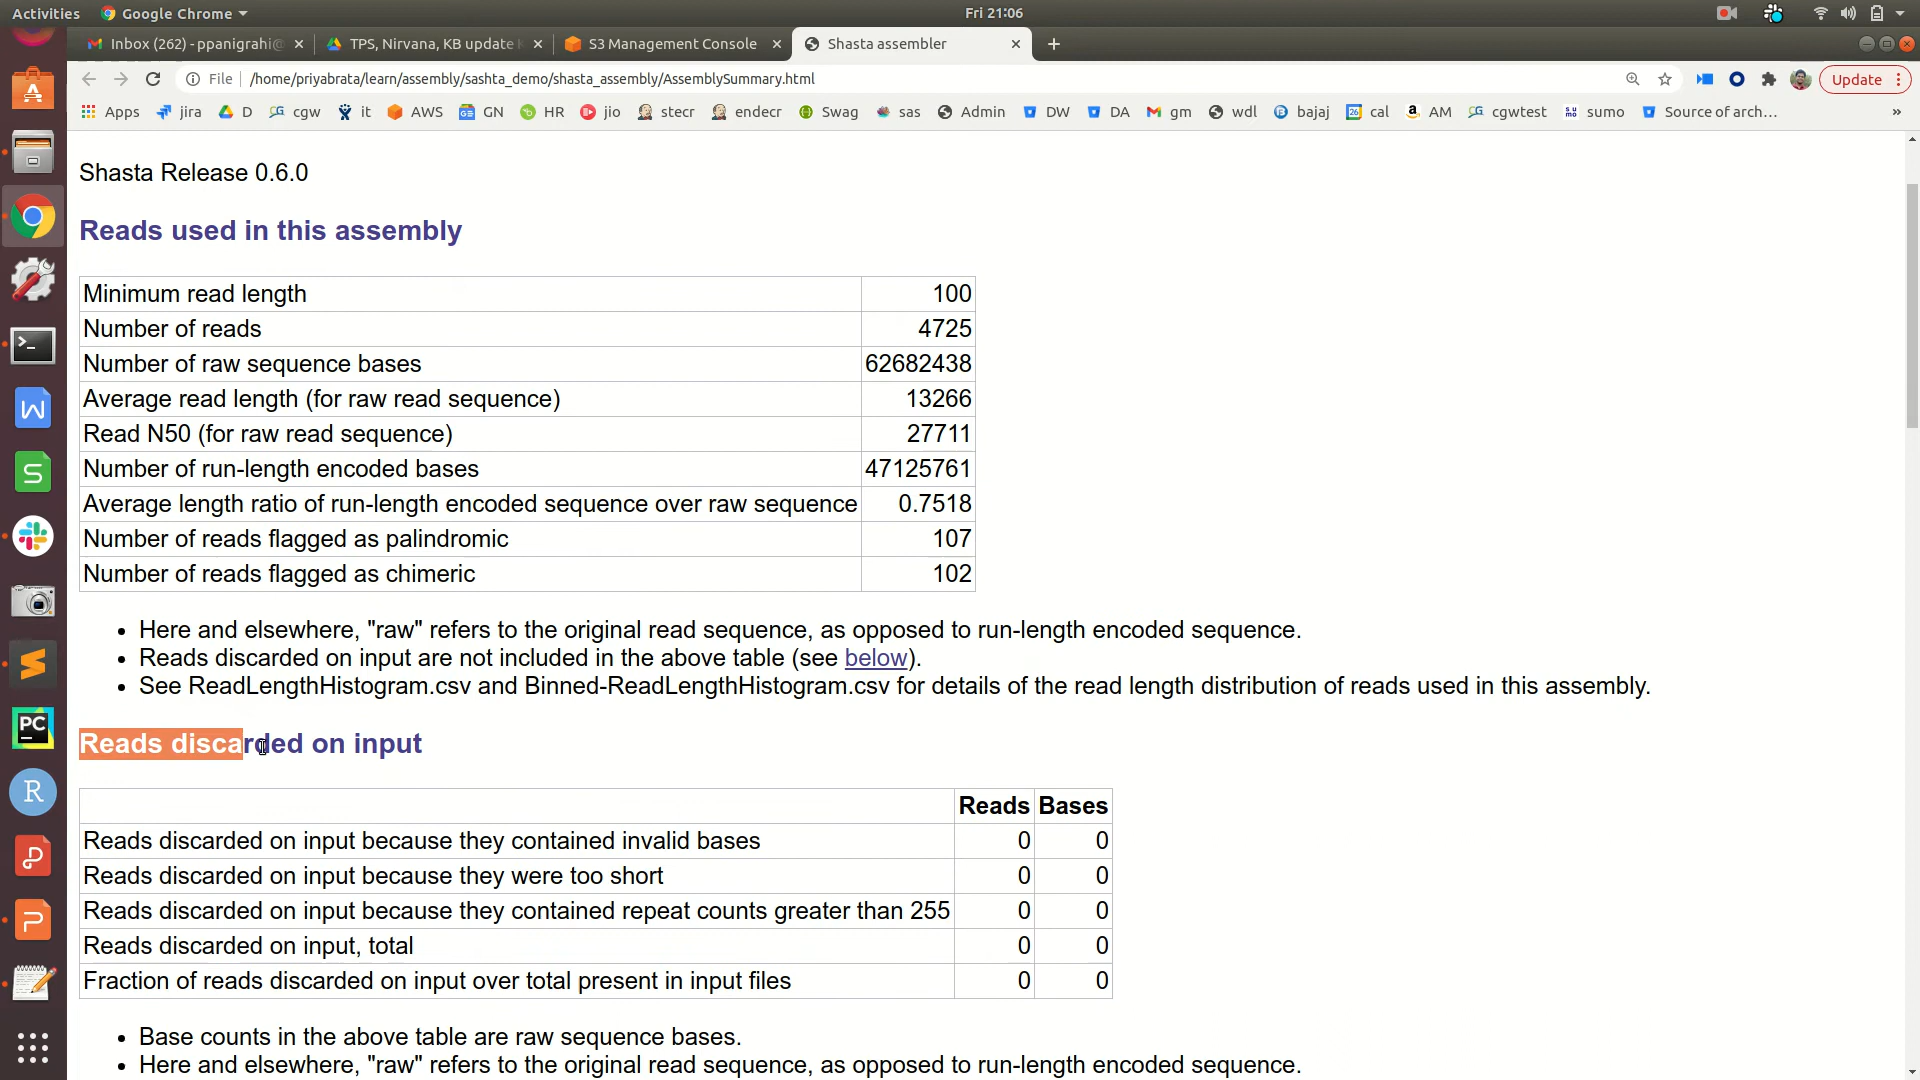 Activities Google Chrome Fri 21:06
Inbox (262) - ppanigrahi@ TPS, Nirvana, KB update S3 Management Console Shasta assembler
File /home/priyabrata/learn/assembly/sashta_demo/shasta_assembly/AssemblySummary.html Update
Apps jira D cgw it AWS GN HR jio stecr endecr Swag sas Admin DW DA gm wdl bajaj cal AM cgwtest sumo Source of arch...
Shasta Release 0.6.0
Reads used in this assembly
Minimum read length 100
Number of reads 4725
Number of raw sequence bases 62682438
Average read length (for raw read sequence) 13266
Read N50 (for raw read sequence) 27711
Number of run-length encoded bases 47125761
Average length ratio of run-length encoded sequence over raw sequence 0.7518
Number of reads flagged as palindromic 107
Number of reads flagged as chimeric 102
• Here and elsewhere, "raw" refers to the original read sequence, as opposed to run-length encoded sequence.
• Reads discarded on input are not included in the above table (see below).
• See ReadLengthHistogram.csv and Binned-ReadLengthHistogram.csv for details of the read length distribution of reads used in this assembly.
Reads discarded on input
Reads Bases
Reads discarded on input because they contained invalid bases 0 0
Reads discarded on input because they were too short 0 0
Reads discarded on input because they contained repeat counts greater than 255 0 0
Reads discarded on input, total 0 0
Fraction of reads discarded on input over total present in input files 0 0
• Base counts in the above table are raw sequence bases.
• Here and elsewhere, "raw" refers to the original read sequence, as opposed to run-length encoded sequence.